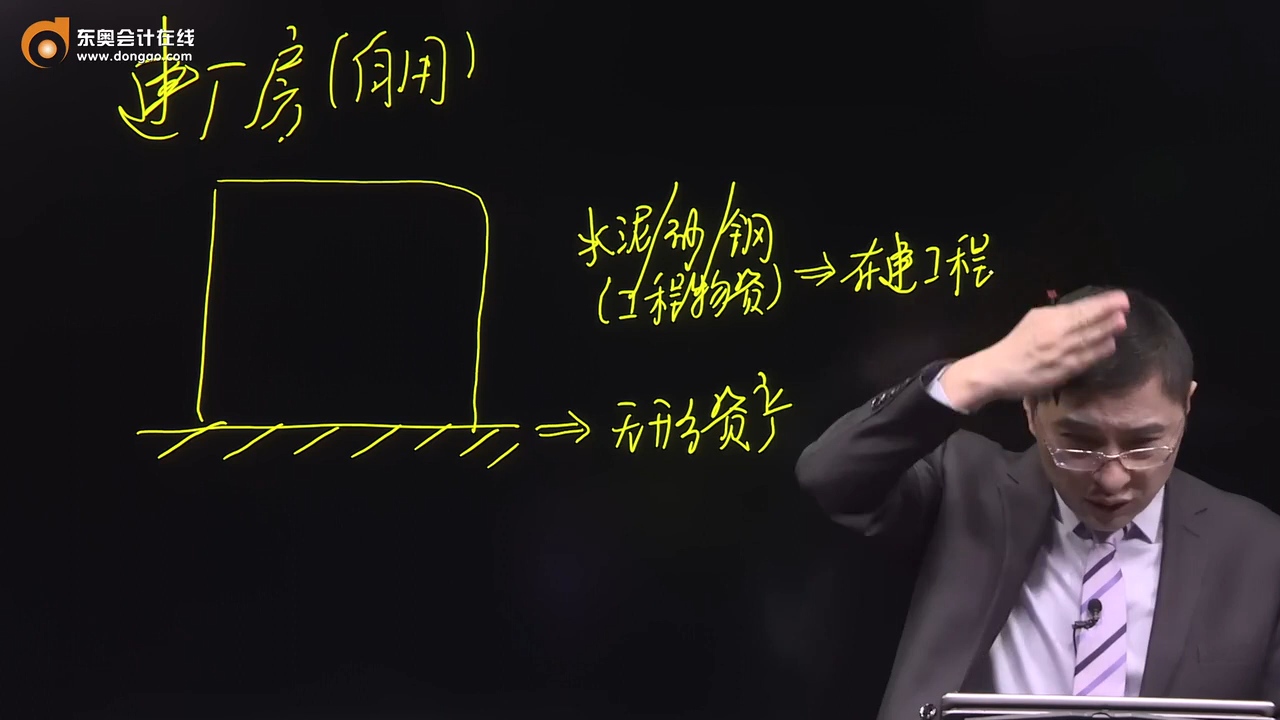 东奥会计在线
www.dongao.com
建厂房(自用)
水泥/砂/钢
(工程物资) ⇒ 在建工程
⇒ 无形资产